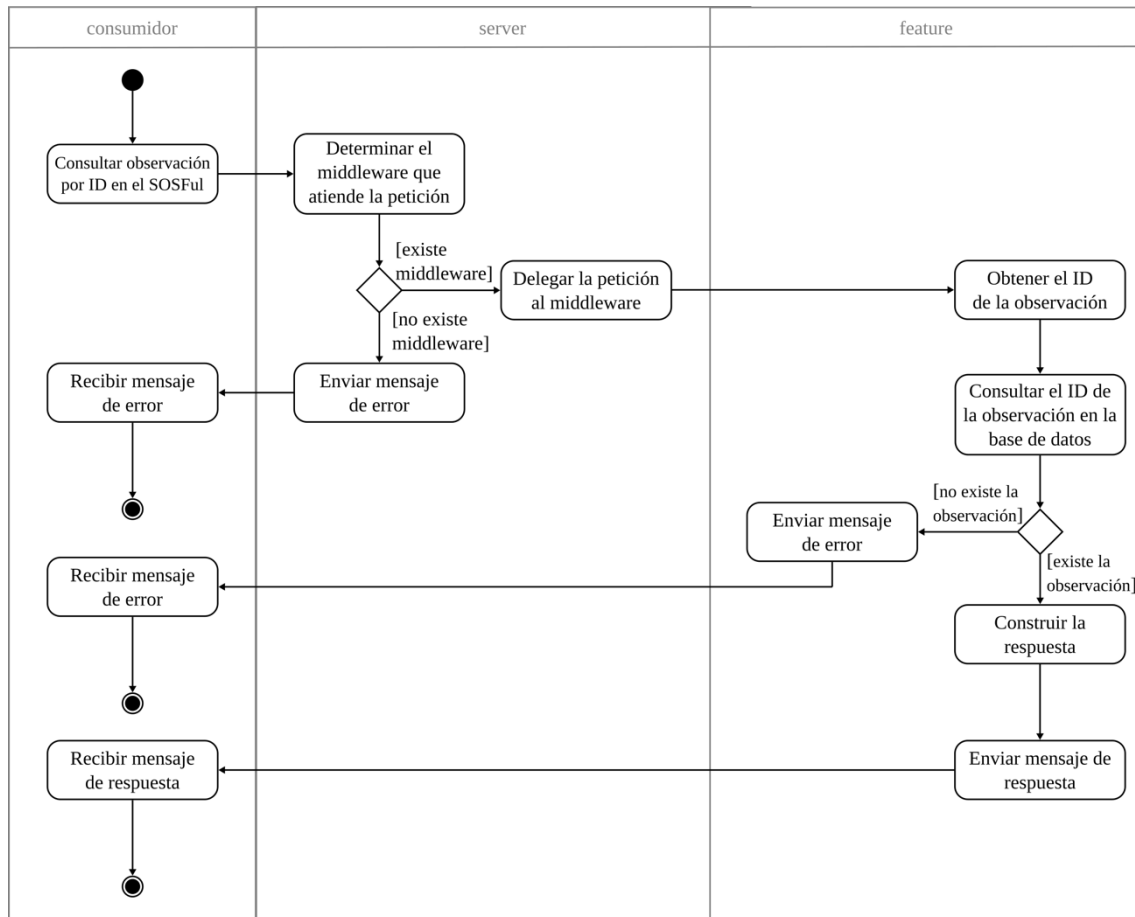 consumidor
server
feature
Consultar observación
por ID en el SOSFul
Determinar el
middleware que
atiende la petición
[existe
middleware]
Delegar la petición
al middleware
Obtener el ID
de la observación
[no existe
middleware]
Recibir mensaje
de error
Enviar mensaje
de error
Consultar el ID de
la observación en la
base de datos
[no existe la
observación]
Enviar mensaje
de error
[existe la
observación]
Recibir mensaje
de error
Construir la
respuesta
Recibir mensaje
de respuesta
Enviar mensaje de
respuesta